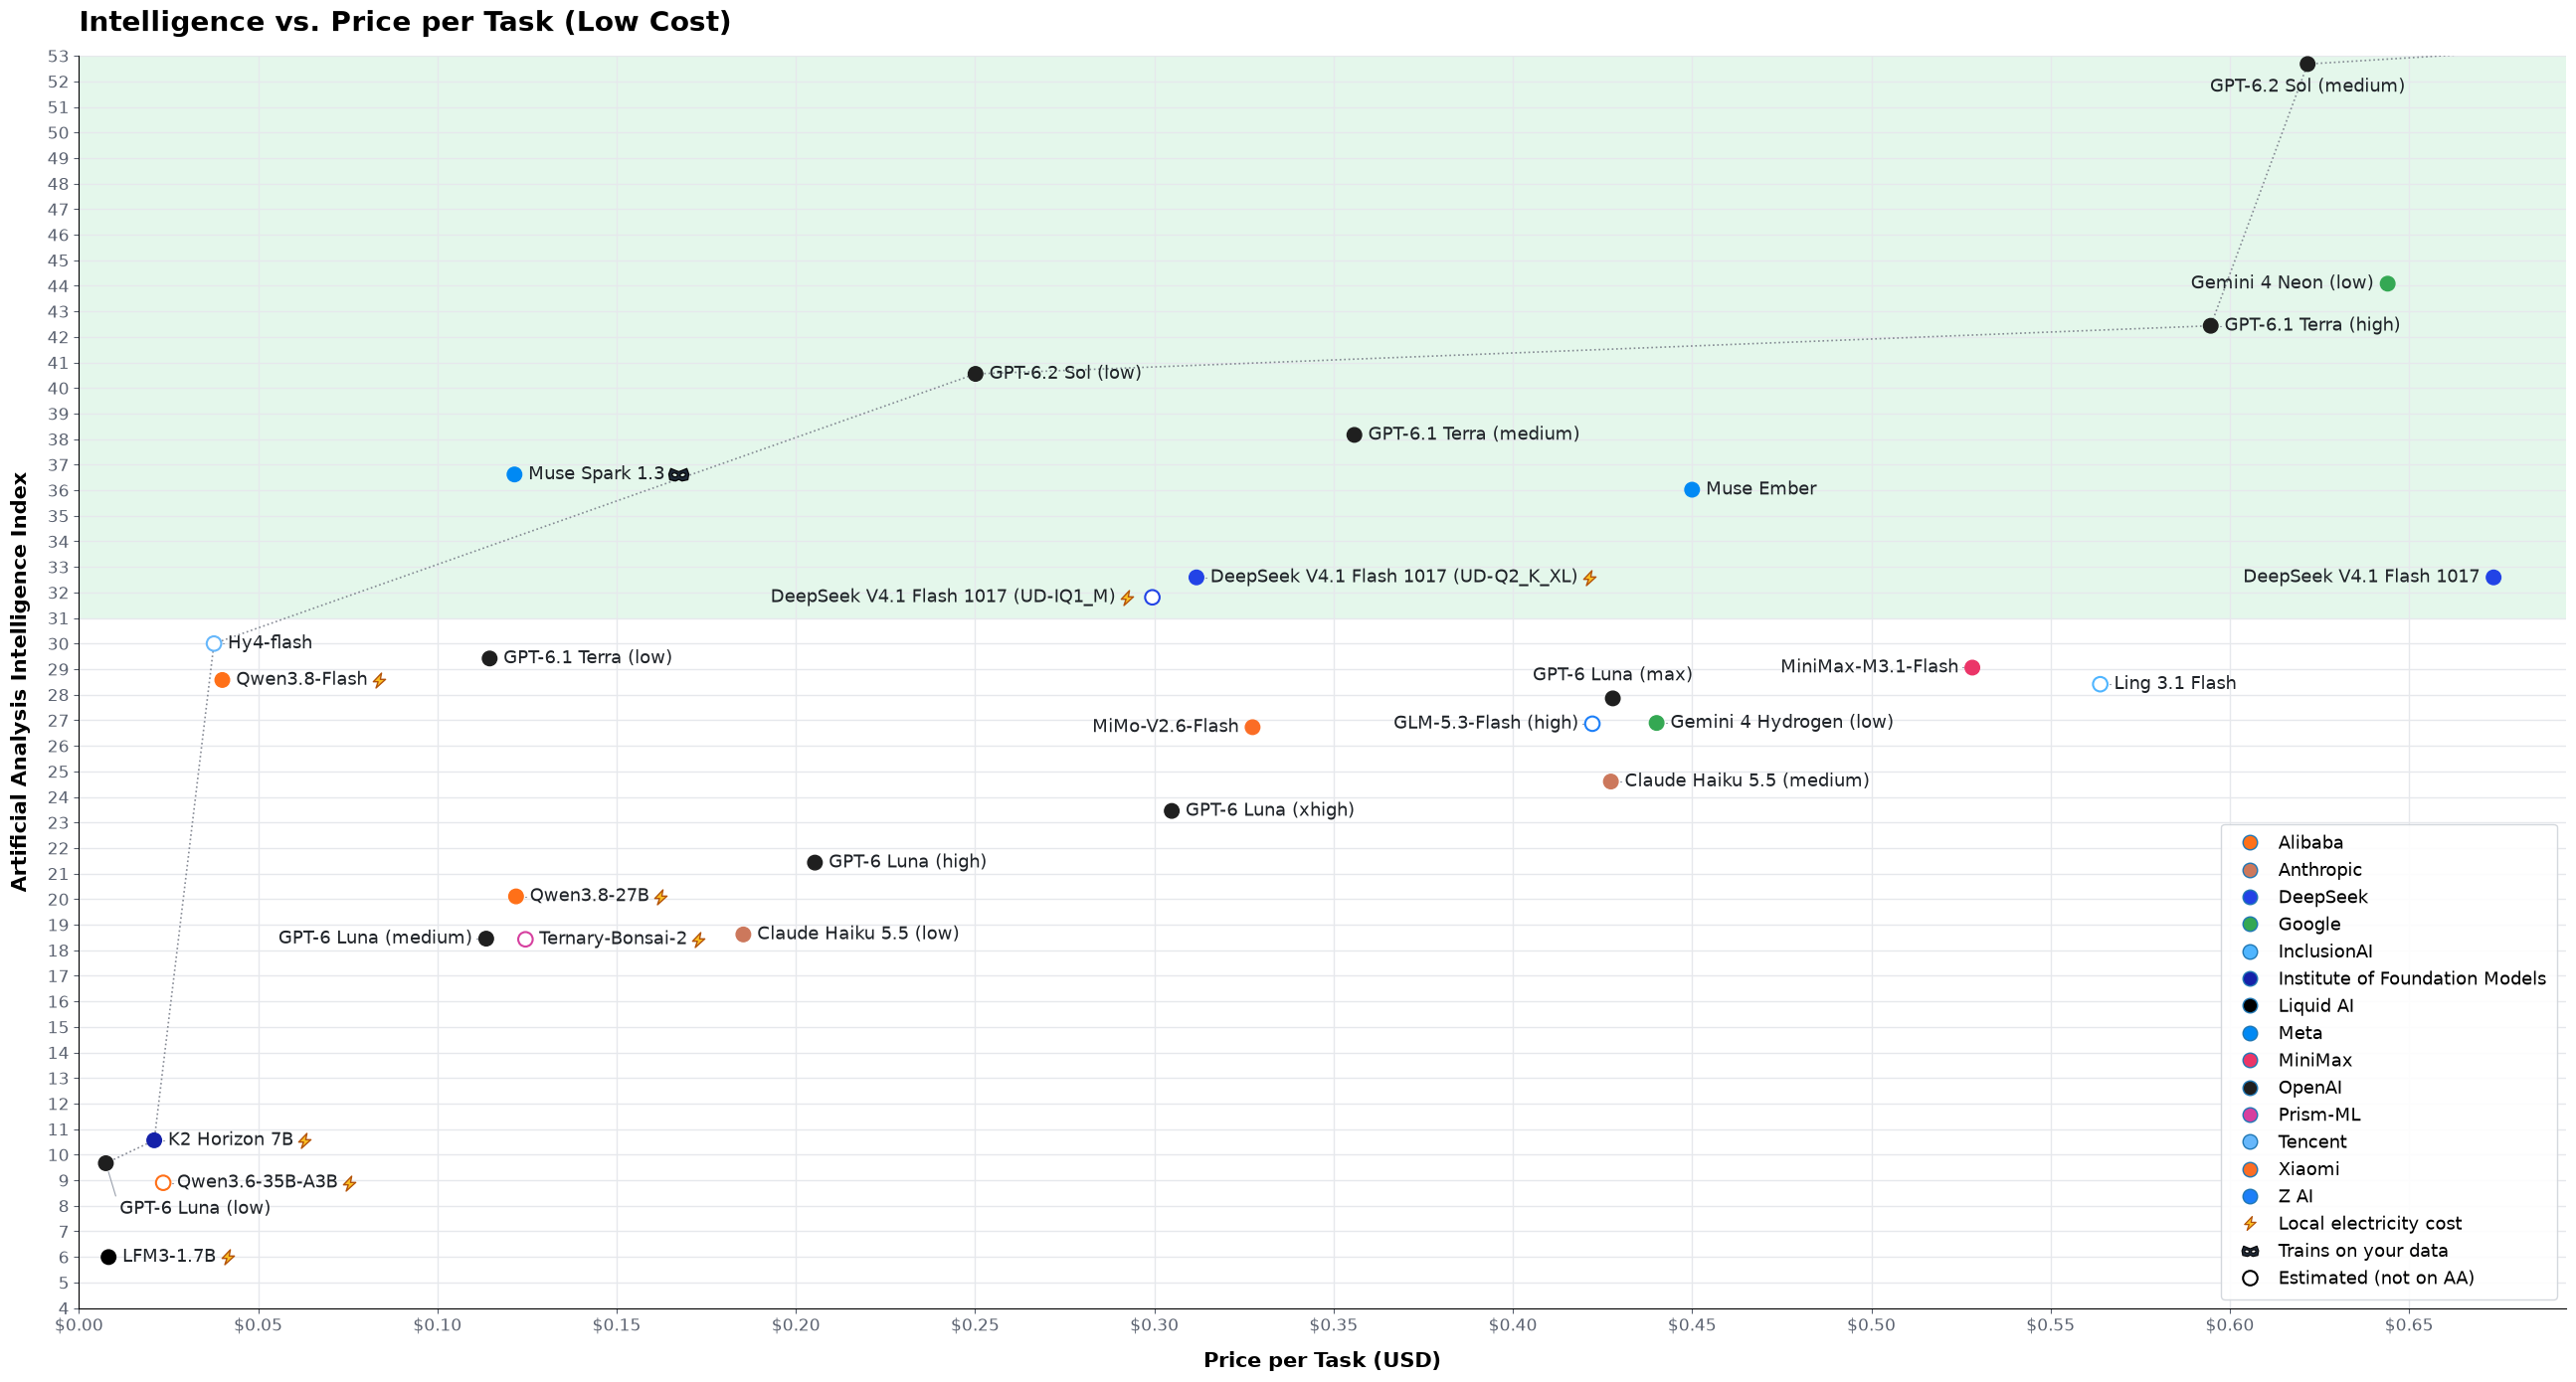 Intelligence vs. Price per Task (Low Cost)
53
52
51
50
49
48
47
46
45
44
43
42
41
40
39
38
37
36
35
34
33
32
31
30
29
28
27
26
25
24
23
22
21
20
19
18
17
16
15
14
13
12
11
10
9
8
7
6
5
4
Artificial Analysis Intelligence Index
GPT-6.2 Sol (medium)
Gemini 4 Neon (low)
GPT-6.1 Terra (high)
GPT-6.2 Sol (low)
GPT-6.1 Terra (medium)
Muse Spark 1.3
Muse Ember
DeepSeek V4.1 Flash 1017 (UD-Q2_K_XL)
DeepSeek V4.1 Flash 1017
DeepSeek V4.1 Flash 1017 (UD-IQ1_M)
Hy4-flash
GPT-6.1 Terra (low)
MiniMax-M3.1-Flash
Qwen3.8-Flash
GPT-6 Luna (max)
Ling 3.1 Flash
MiMo-V2.6-Flash
GLM-5.3-Flash (high)
Gemini 4 Hydrogen (low)
Claude Haiku 5.5 (medium)
GPT-6 Luna (xhigh)
GPT-6 Luna (high)
Qwen3.8-27B
GPT-6 Luna (medium)
Ternary-Bonsai-2
Claude Haiku 5.5 (low)
K2 Horizon 7B
Qwen3.6-35B-A3B
GPT-6 Luna (low)
LFM3-1.7B
Alibaba
Anthropic
DeepSeek
Google
InclusionAI
Institute of Foundation Models
Liquid AI
Meta
MiniMax
OpenAI
Prism-ML
Tencent
Xiaomi
Z AI
Local electricity cost
Trains on your data
Estimated (not on AA)
$0.00 $0.05 $0.10 $0.15 $0.20 $0.25 $0.30 $0.35 $0.40 $0.45 $0.50 $0.55 $0.60 $0.65
Price per Task (USD)